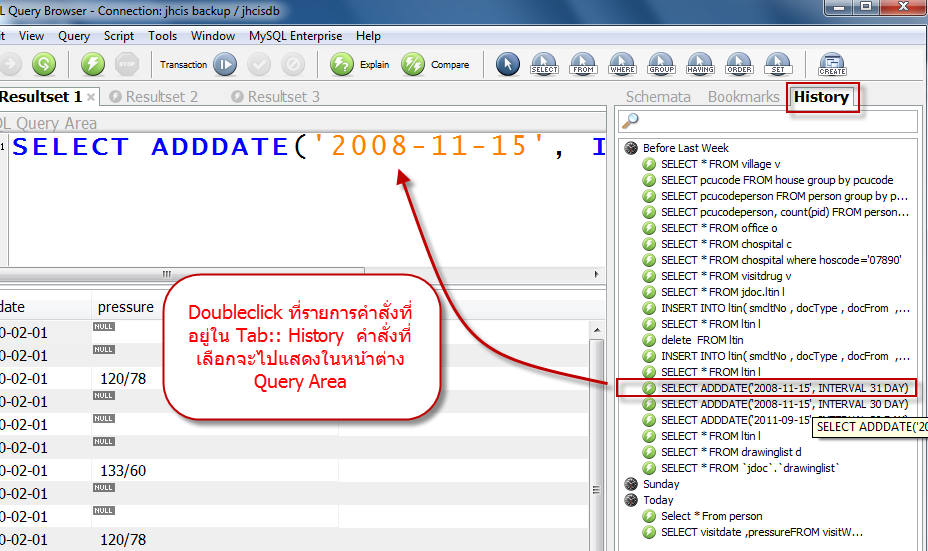 L Query Browser - Connection: jhcis backup / jhcisdb
it View Query Script Tools Window MySQL Enterprise Help
STOP Transaction Explain Compare SELECT FROM WHERE GROUP HAVING ORDER SET CREATE
Resultset 1 Resultset 2 Resultset 3
Schemata Bookmarks History
QL Query Area
1 SELECT ADDDATE('2008-11-15', I
Before Last Week
SELECT * FROM village v
SELECT pcucode FROM house group by pcucode
SELECT pcucodeperson FROM person group by p...
SELECT pcucodeperson, count(pid) FROM person...
SELECT * FROM office o
SELECT * FROM chospital c
SELECT * FROM chospital where hoscode='07890'
SELECT * FROM visitdrug v
SELECT * FROM jdoc.ltin l
INSERT INTO ltin( smcltNo , docType , docFrom ,...
SELECT * FROM ltin l
delete FROM ltin
INSERT INTO ltin( smcltNo , docType , docFrom ,...
SELECT * FROM ltin l
SELECT ADDDATE('2008-11-15', INTERVAL 31 DAY)
SELECT ADDDATE('2008-11-15', INTERVAL 30 DAY)
SELECT ADDDATE('2011-09-15'
SELECT ADDDATE('20
SELECT * FROM ltin l
SELECT * FROM drawinglist d
SELECT * FROM `jdoc`.`drawinglist`
Sunday
Today
Select * From person
SELECT visitdate ,pressureFROM visitW...
Doubleclick ที่รายการคำสั่งที่
อยู่ใน Tab:: History คำสั่งที่
เลือกจะไปแสดงในหน้าต่าง
Query Area
date pressure
0-02-01 NULL
0-02-01 NULL
0-02-01 120/78
0-02-01 NULL
0-02-01 NULL
0-02-01 NULL
0-02-01 133/60
0-02-01 NULL
0-02-01 NULL
0-02-01 120/78